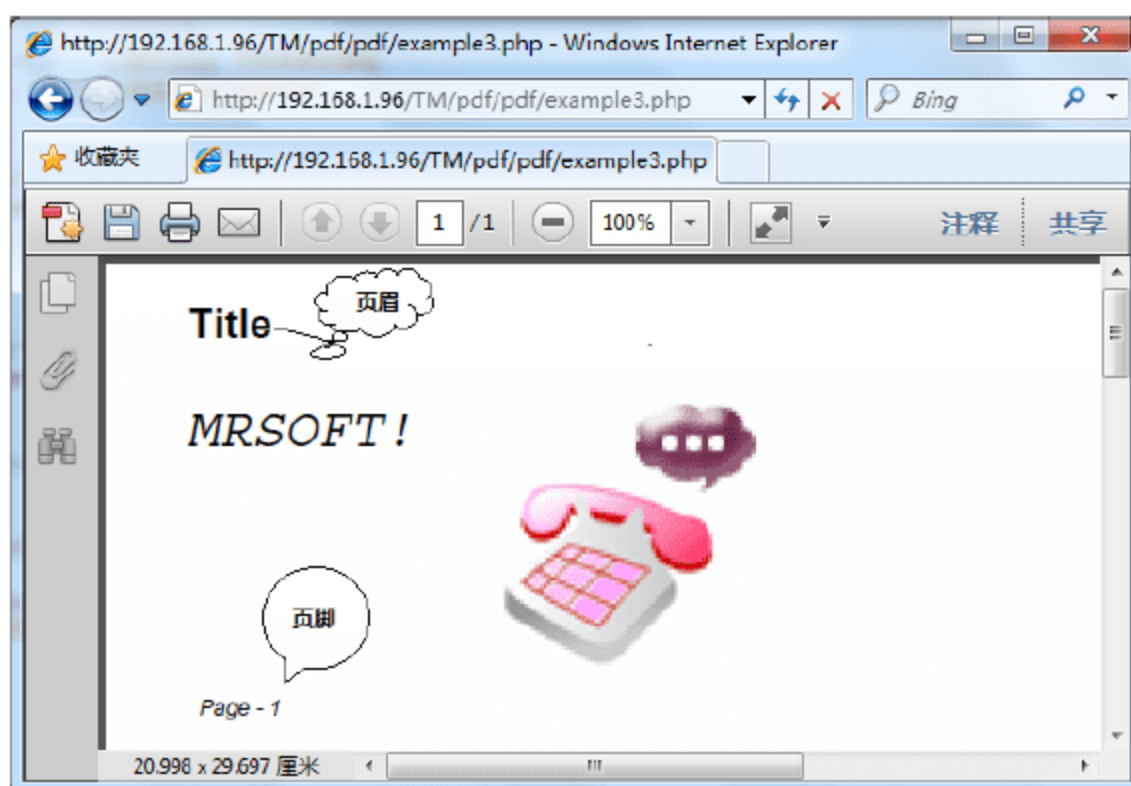 http://192.168.1.96/TM/pdf/pdf/example3.php - Windows Internet Explorer
http://192.168.1.96/TM/pdf/pdf/example3.php
Bing
收藏夹
http://192.168.1.96/TM/pdf/pdf/example3.php
1 /1
100%
注释
共享
页眉
Title
MRSOFT!
页脚
Page - 1
20.998 x 29.697 厘米